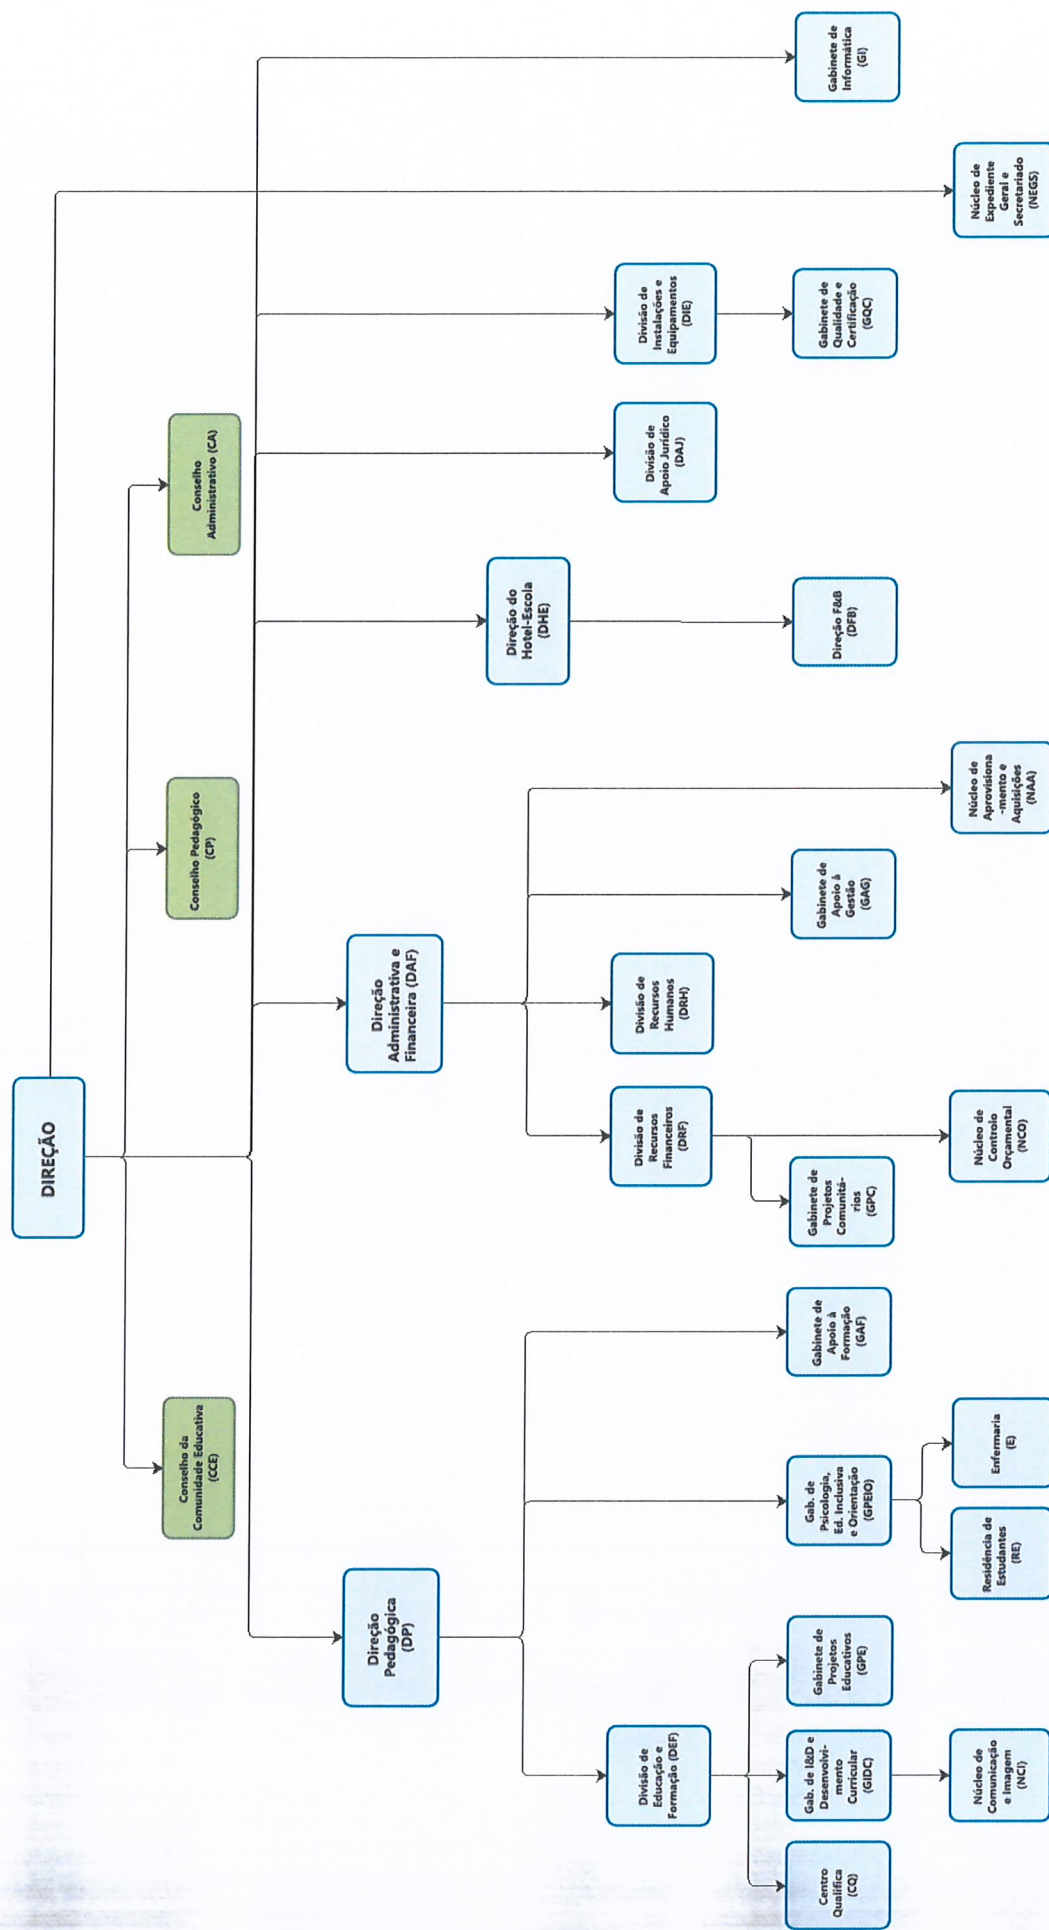 DIREÇÃO
Conselho da
Comunidade Educativa
(CCE)
Conselho Pedagógico
(CP)
Conselho
Administrativo (CA)
Direção
Pedagógica
(DP)
Direção
Administrativa e
Financeira (DAF)
Direção do
Hotel-Escola
(DHE)
Divisão de
Educação e
Formação (DEF)
Divisão de
Recursos
Financeiros
(DRF)
Divisão de
Recursos
Humanos
(DRH)
Divisão de
Apoio Jurídico
(DAJ)
Divisão de
Instalações e
Equipamentos
(DIE)
Centro
Qualifica
(CQ)
Gab. de I&D e
Desenvolvi-
mento
Curricular
(GIDC)
Gabinete de
Projetos
Educativos
(GPE)
Gab. de
Psicologia,
Ed. Inclusiva
e Orientação
(GPEIO)
Gabinete de
Apoio à
Formação
(GAF)
Gabinete de
Projetos
Comunitá-
rios
(GPC)
Gabinete de
Apoio à
Gestão
(GAG)
Direção F&B
(DFB)
Gabinete de
Qualidade e
Certificação
(GQC)
Gabinete de
Informática
(GI)
Núcleo de
Comunicação
e Imagem
(NCI)
Residência de
Estudantes
(RE)
Enfermaria
(E)
Núcleo de
Controlo
Orçamental
(NCO)
Núcleo de
Aprovisiona
-mento e
Aquisições
(NAA)
Núcleo de
Expediente
Geral e
Secretariado
(NEGS)